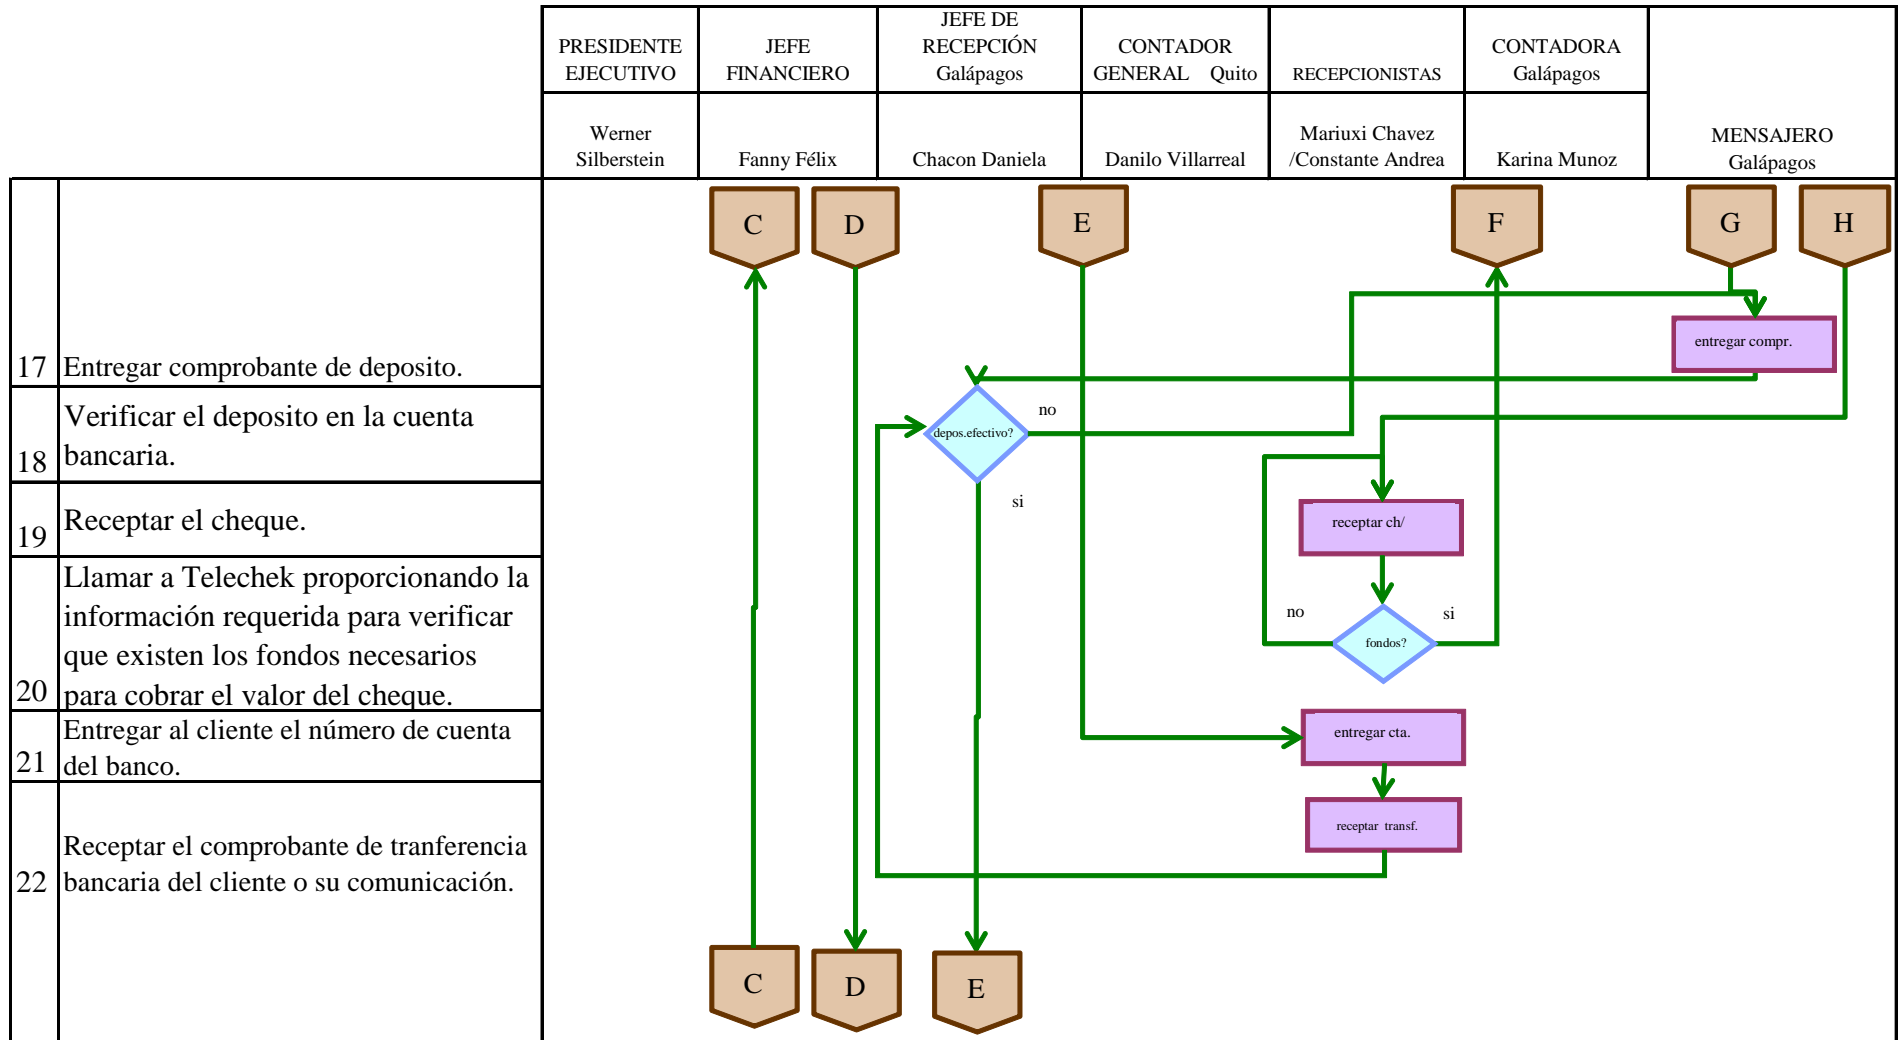 PRESIDENTE
EJECUTIVO
JEFE
FINANCIERO
JEFE DE
RECEPCIÓN
Galápagos
CONTADOR
GENERAL Quito
RECEPCIONISTAS
CONTADORA
Galápagos
Werner
Silberstein
Fanny Félix
Chacon Daniela
Danilo Villarreal
Mariuxi Chavez
/Constante Andrea
Karina Munoz
MENSAJERO
Galápagos
C
D
E
F
G
H
17 Entregar comprobante de deposito.
entregar compr.
18 Verificar el deposito en la cuenta
bancaria.
depos.efectivo?
no
si
19 Receptar el cheque.
receptar ch/
20 Llamar a Telechek proporcionando la
información requerida para verificar
que existen los fondos necesarios
para cobrar el valor del cheque.
no
fondos?
si
21 Entregar al cliente el número de cuenta
del banco.
entregar cta.
22 Receptar el comprobante de tranferencia
bancaria del cliente o su comunicación.
receptar transf.
C
D
E